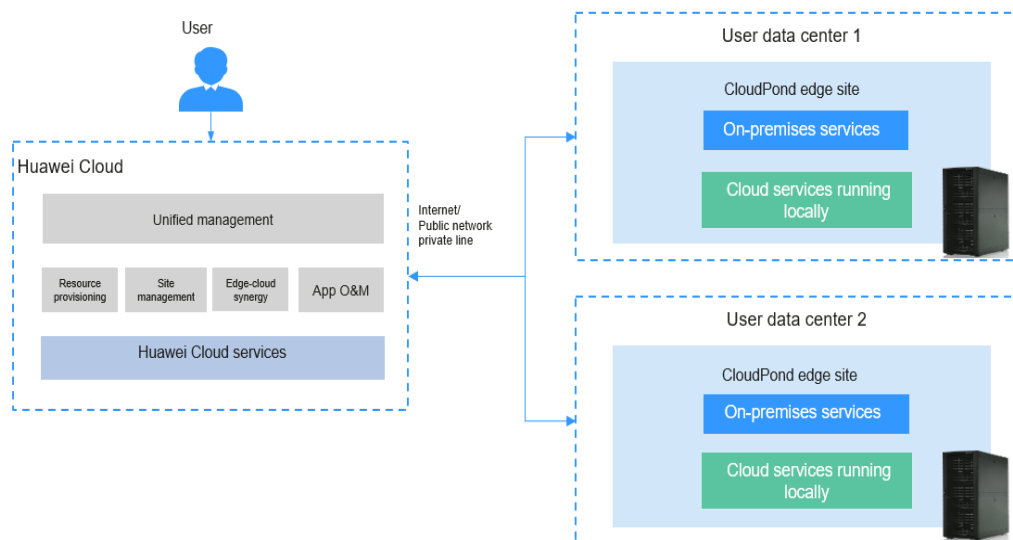 User
Huawei Cloud
Unified management
Resource
provisioning
Site
management
Edge-cloud
synergy
App O&M
Huawei Cloud services
Internet/
Public network
private line
User data center 1
CloudPond edge site
On-premises services
Cloud services running
locally
User data center 2
CloudPond edge site
On-premises services
Cloud services running
locally